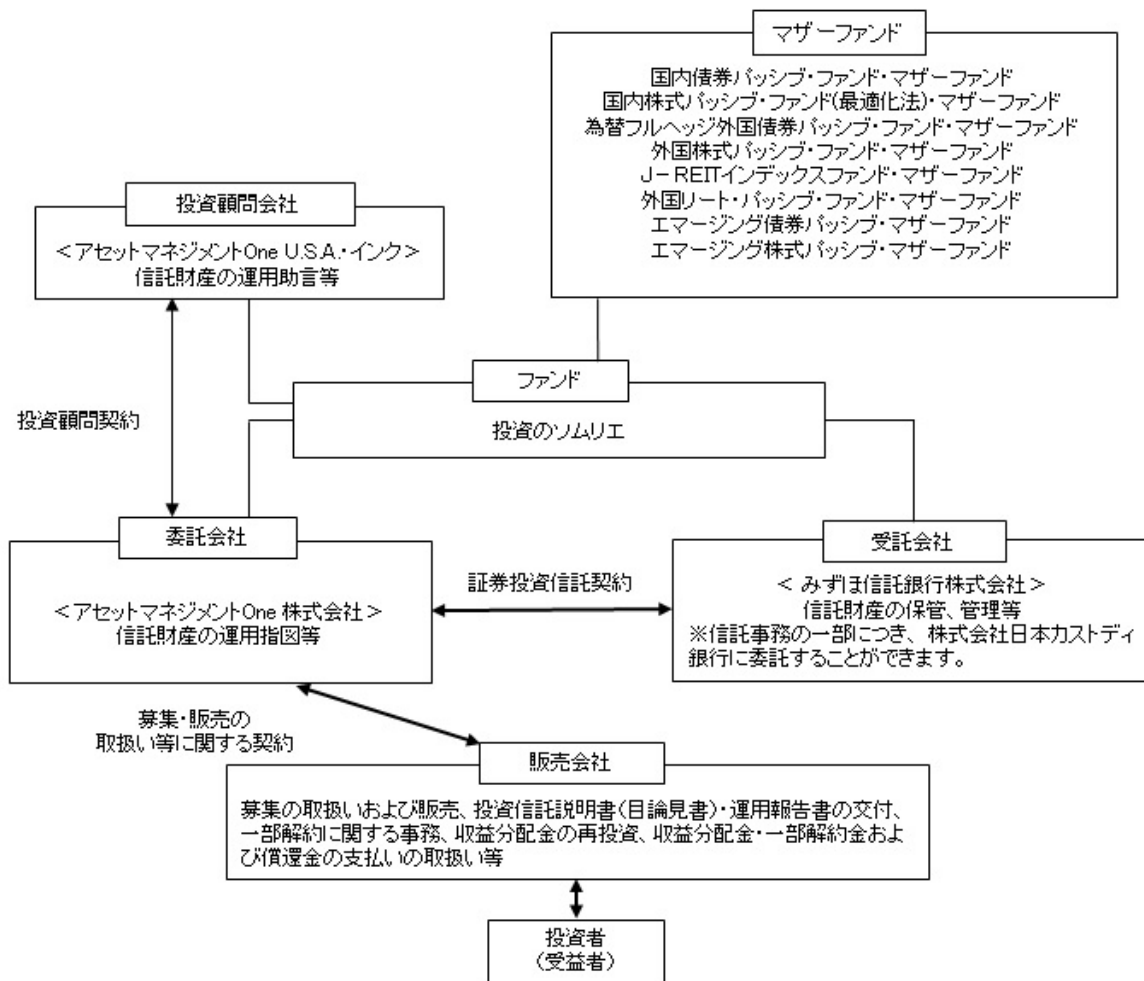 マザーファンド
国内債券パッシブ・ファンド・マザーファンド
国内株式パッシブ・ファンド(最適化法)・マザーファンド
為替フルヘッジ外国債券パッシブ・ファンド・マザーファンド
外国株式パッシブ・ファンド・マザーファンド
J-REITインデックスファンド・マザーファンド
外国リート・パッシブ・ファンド・マザーファンド
エマージング債券パッシブ・マザーファンド
エマージング株式パッシブ・マザーファンド
投資顧問会社
<アセットマネジメントOne U.S.A.・インク>
信託財産の運用助言等
ファンド
投資のソムリエ
投資顧問契約
委託会社
<アセットマネジメントOne 株式会社>
信託財産の運用指図等
証券投資信託契約
受託会社
< みずほ信託銀行株式会社 >
信託財産の保管、管理等
※信託事務の一部につき、株式会社日本カストディ
銀行に委託することができます。
募集・販売の
取扱い等に関する契約
販売会社
募集の取扱いおよび販売、投資信託説明書(目論見書)・運用報告書の交付、
一部解約に関する事務、収益分配金の再投資、収益分配金・一部解約金およ
び償還金の支払いの取扱い等
投資者
(受益者)